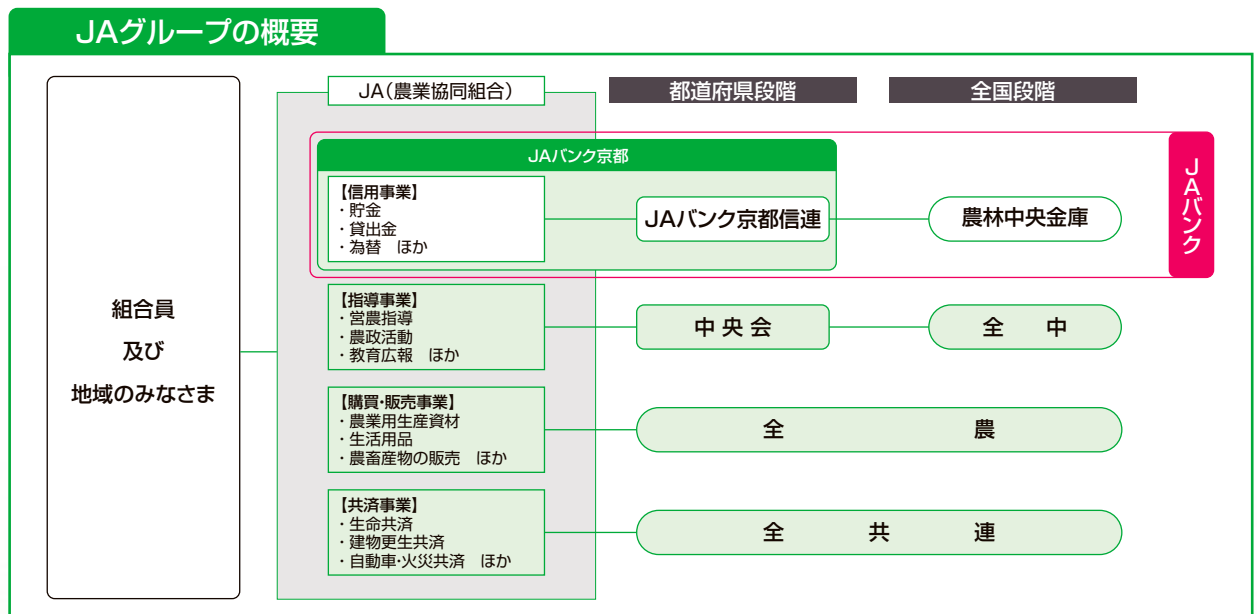 JAグループの概要
組合員
及び
地域のみなさま
JA（農業協同組合）
都道府県段階
全国段階
JAバンク京都
【信用事業】
・貯金
・貸出金
・為替　ほか
JAバンク京都信連
農林中央金庫
JAバンク
【指導事業】
・営農指導
・農政活動
・教育広報　ほか
中央会
全　中
【購買・販売事業】
・農業用生産資材
・生活用品
・農畜産物の販売　ほか
全　農
【共済事業】
・生命共済
・建物更生共済
・自動車・火災共済　ほか
全　共　連